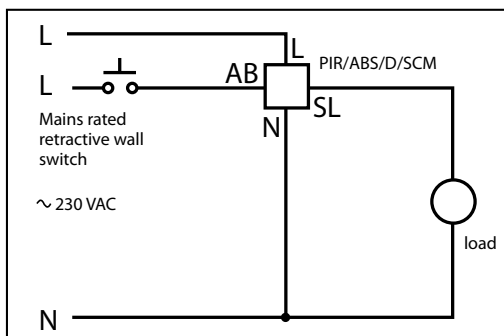 L
L
PIR/ABS/D/SCM
L
AB
SL
N
Mains rated
retractive wall
switch
~ 230 VAC
load
N